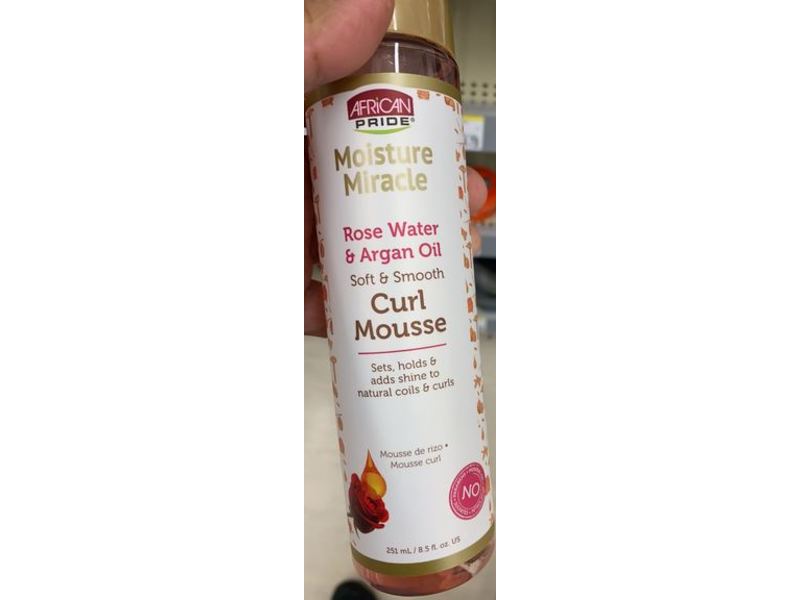 AFRICAN
PRIDE®
Moisture
Miracle
Rose Water
& Argan Oil
Soft & Smooth
Curl
Mousse
Sets, holds &
adds shine to
natural coils & curls
Mousse de rizo •
Mousse curl
NO
251 mL / 8.5 fl. oz. US